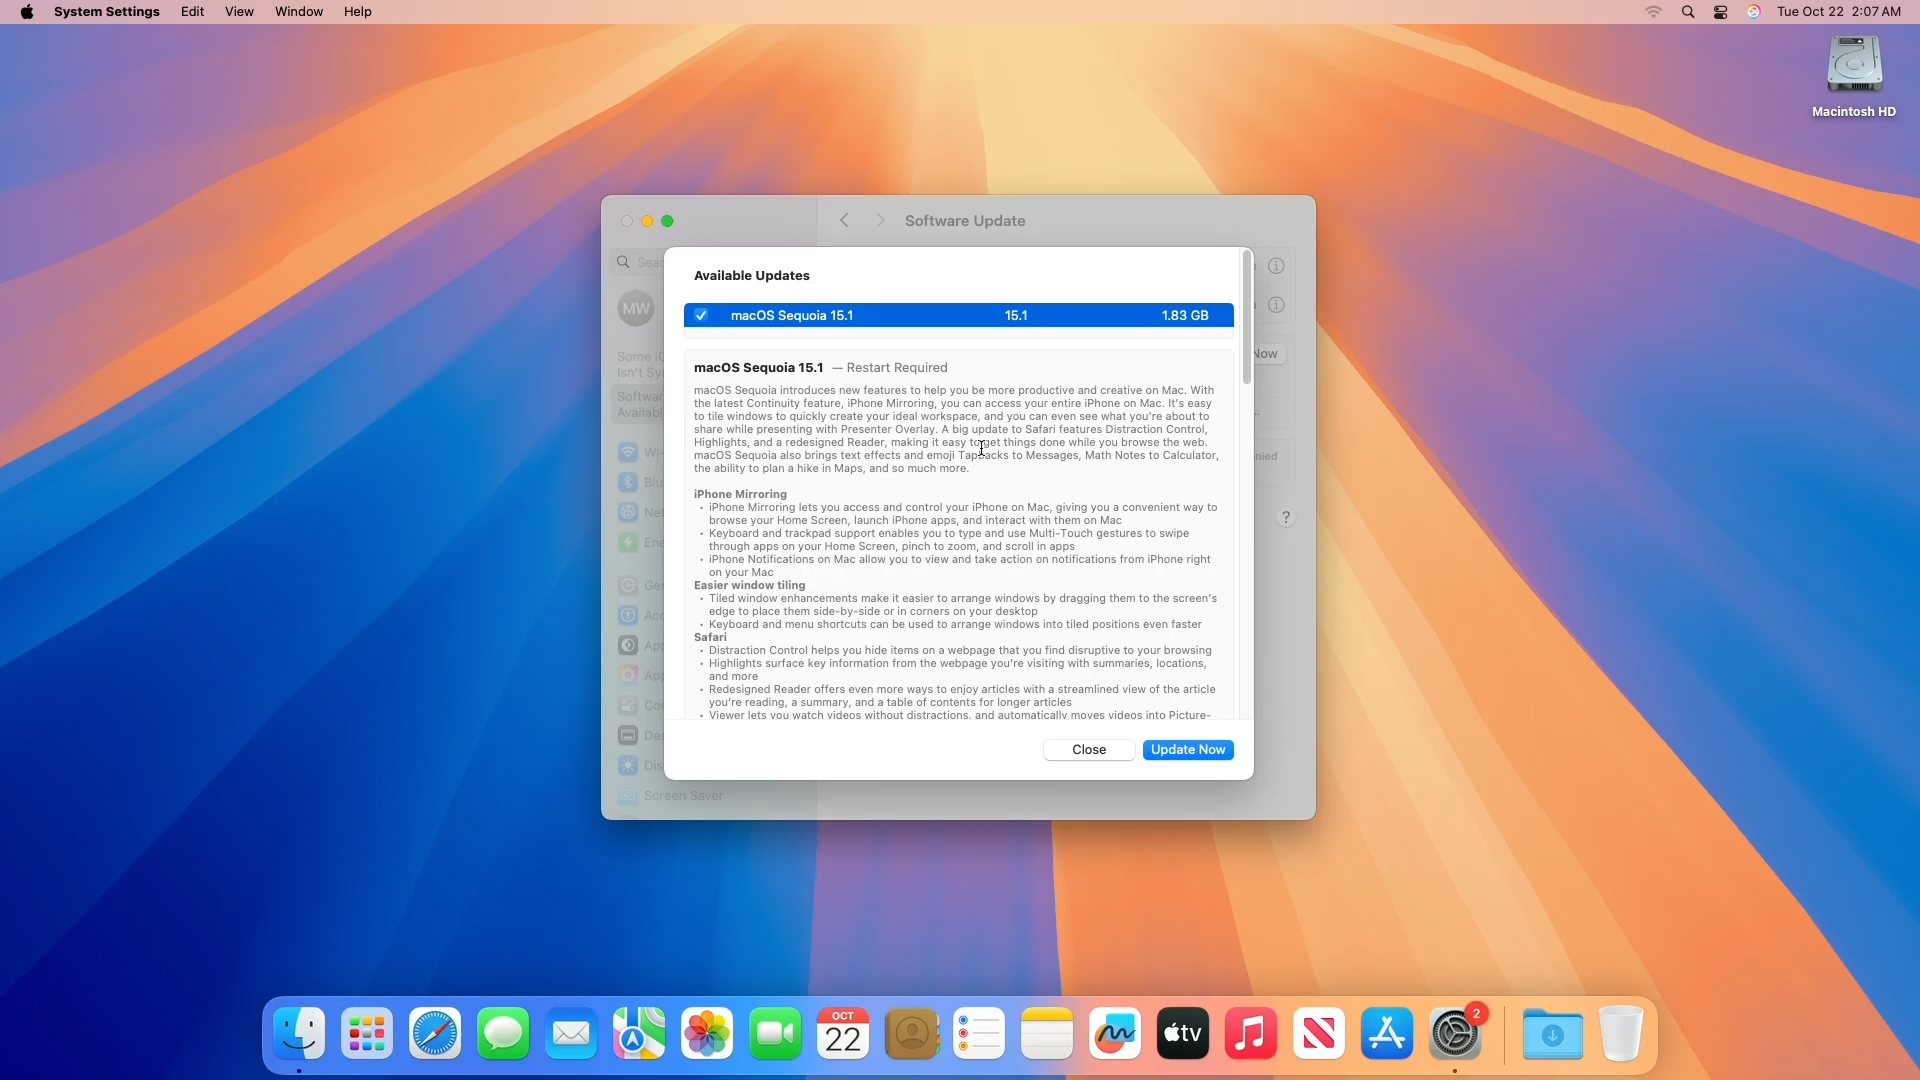 System Settings Edit View Window Help
Tue Oct 22 2:07 AM
Macintosh HD
Software Update
Available Updates
macOS Sequoia 15.1 15.1 1.83 GB
MW
Now
macOS Sequoia 15.1 — Restart Required
macOS Sequoia introduces new features to help you be more productive and creative on Mac. With
the latest Continuity feature, iPhone Mirroring, you can access your entire iPhone on Mac. It's easy
to tile windows to quickly create your ideal workspace, and you can even see what you're about to
share while presenting with Presenter Overlay. A big update to Safari features Distraction Control,
Highlights, and a redesigned Reader, making it easy to get things done while you browse the web.
macOS Sequoia also brings text effects and emoji Tapbacks to Messages, Math Notes to Calculator,
the ability to plan a hike in Maps, and so much more.
iPhone Mirroring
• iPhone Mirroring lets you access and control your iPhone on Mac, giving you a convenient way to
browse your Home Screen, launch iPhone apps, and interact with them on Mac
• Keyboard and trackpad support enables you to type and use Multi-Touch gestures to swipe
through apps on your Home Screen, pinch to zoom, and scroll in apps
• iPhone Notifications on Mac allow you to view and take action on notifications from iPhone right
on your Mac
Easier window tiling
• Tiled window enhancements make it easier to arrange windows by dragging them to the screen's
edge to place them side-by-side or in corners on your desktop
• Keyboard and menu shortcuts can be used to arrange windows into tiled positions even faster
Safari
• Distraction Control helps you hide items on a webpage that you find disruptive to your browsing
• Highlights surface key information from the webpage you're visiting with summaries, locations,
and more
• Redesigned Reader offers even more ways to enjoy articles with a streamlined view of the article
you're reading, a summary, and a table of contents for longer articles
• Viewer lets you watch videos without distractions, and automatically moves videos into Picture-
Close Update Now
Screen Saver
OCT
22
tv
2